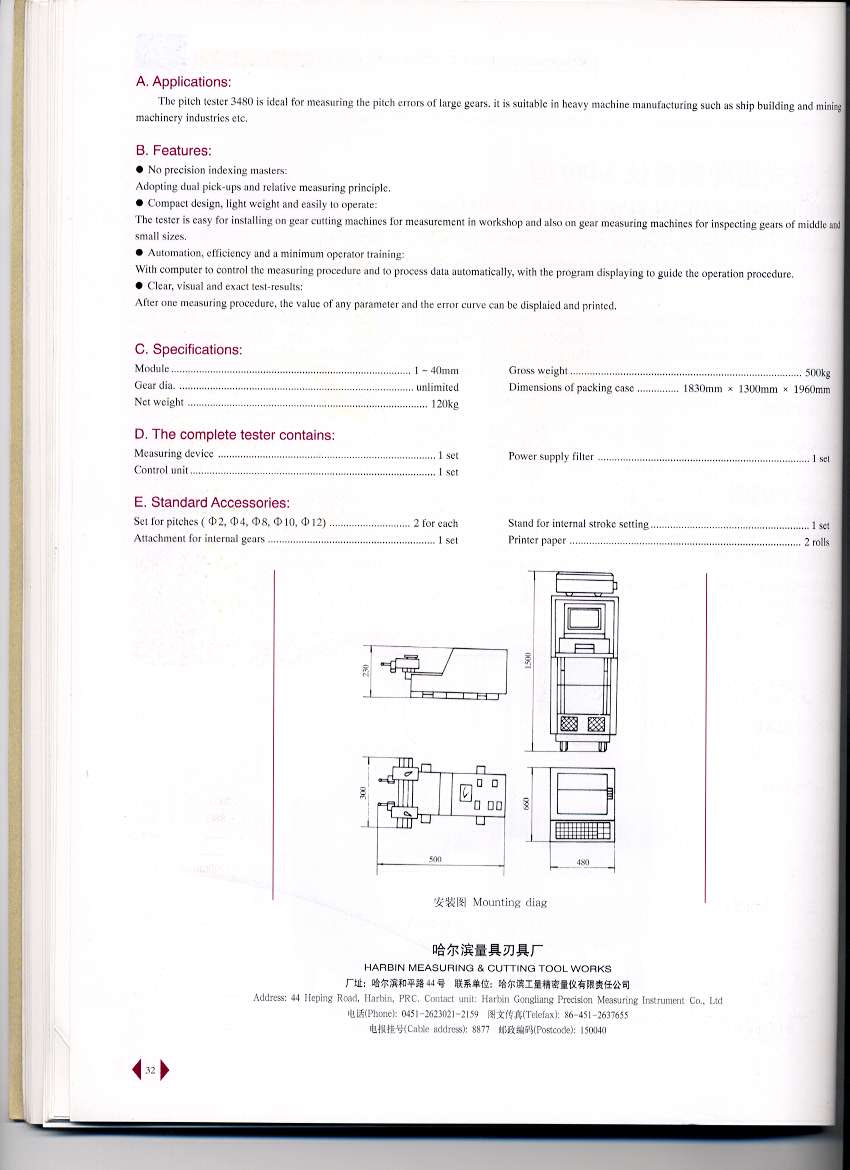 A. Applications:
The pitch tester 3480 is ideal for measuring the pitch errors of large gears. it is suitable in heavy machine manufacturing such as ship building and mining
machinery industries etc.
B. Features:
● No precision indexing masters:
Adopting dual pick-ups and relative measuring principle.
● Compact design, light weight and easily to operate:
The tester is easy for installing on gear cutting machines for measurement in workshop and also on gear measuring machines for inspecting gears of middle and
small sizes.
● Automation, efficiency and a minimum operator training:
With computer to control the measuring procedure and to process data automatically, with the program displaying to guide the operation procedure.
● Clear, visual and exact test-results:
After one measuring procedure, the value of any parameter and the error curve can be displaied and printed.
C. Specifications:
Module ........ 1 - 40mm
Gear dia. ........ unlimited
Net weight ........ 120kg
Gross weight ........ 500kg
Dimensions of packing case ........ 1830mm × 1300mm × 1960mm
D. The complete tester contains:
Measuring device ........ 1 set
Control unit ........ 1 set
Power supply filter ........ 1 set
E. Standard Accessories:
Set for pitches ( Φ2, Φ4, Φ8, Φ10, Φ12) ........ 2 for each
Attachment for internal gears ........ 1 set
Stand for internal stroke setting ........ 1 set
Printer paper ........ 2 rolls
230
1500
300
500
660
480
安装图 Mounting diag
哈尔滨量具刃具厂
HARBIN MEASURING & CUTTING TOOL WORKS
厂址: 哈尔滨和平路 44 号 联系单位: 哈尔滨工量精密量仪有限责任公司
Address: 44 Heping Road, Harbin, PRC. Contact unit: Harbin Gongliang Precision Measuring Instrument Co., Ltd
电话(Phone): 0451-2623021-2159 图文传真(Telefax): 86-451-2637655
电报挂号(Cable address): 8877 邮政编码(Postcode): 150040
32